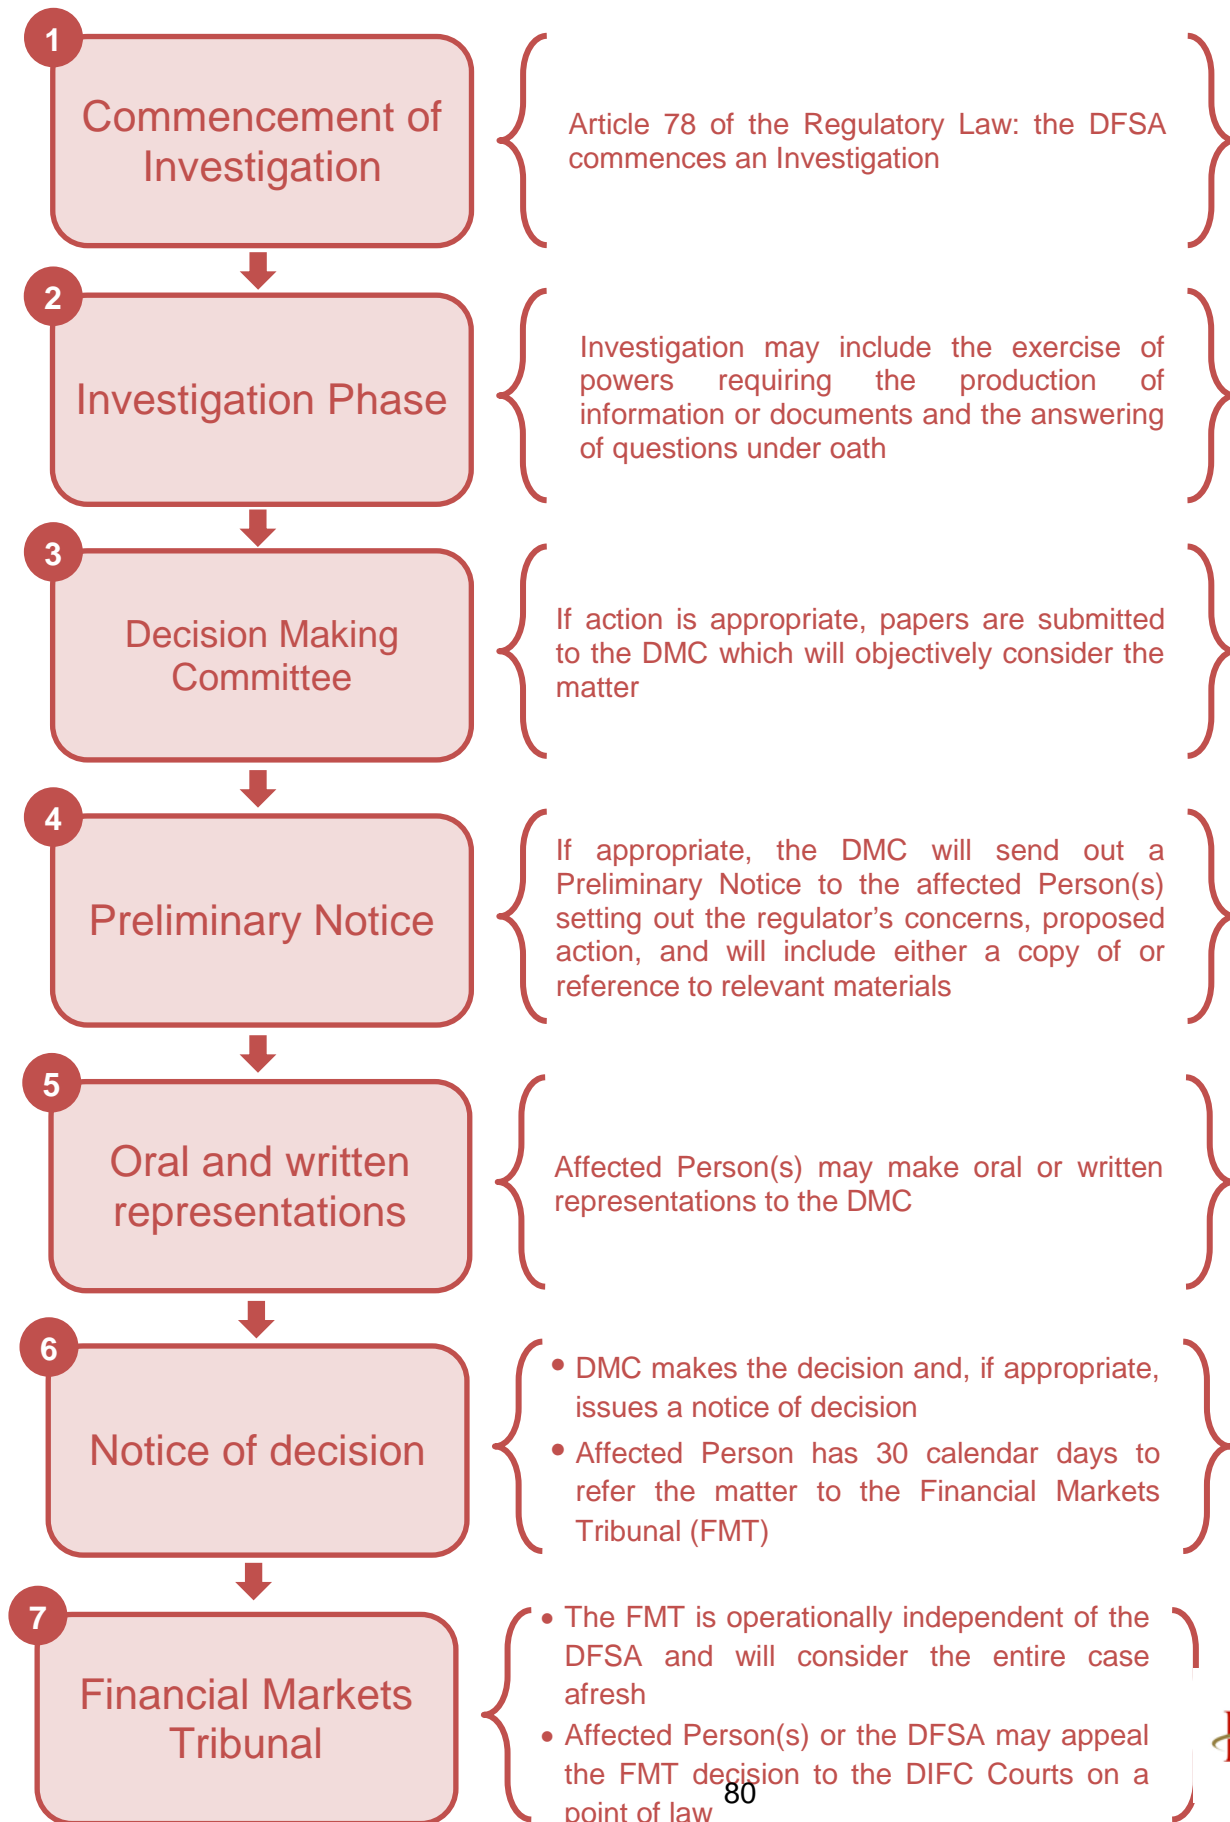 1
Commencement of
Investigation
Article 78 of the Regulatory Law: the DFSA
commences an Investigation
2
Investigation Phase
Investigation may include the exercise of
powers requiring the production of
information or documents and the answering
of questions under oath
3
Decision Making
Committee
If action is appropriate, papers are submitted
to the DMC which will objectively consider the
matter
4
Preliminary Notice
If appropriate, the DMC will send out a
Preliminary Notice to the affected Person(s)
setting out the regulator’s concerns, proposed
action, and will include either a copy of or
reference to relevant materials
5
Oral and written
representations
Affected Person(s) may make oral or written
representations to the DMC
6
Notice of decision
• DMC makes the decision and, if appropriate,
issues a notice of decision
• Affected Person has 30 calendar days to
refer the matter to the Financial Markets
Tribunal (FMT)
7
Financial Markets
Tribunal
• The FMT is operationally independent of the
DFSA and will consider the entire case
afresh
• Affected Person(s) or the DFSA may appeal
the FMT decision to the DIFC Courts on a
point of law
80